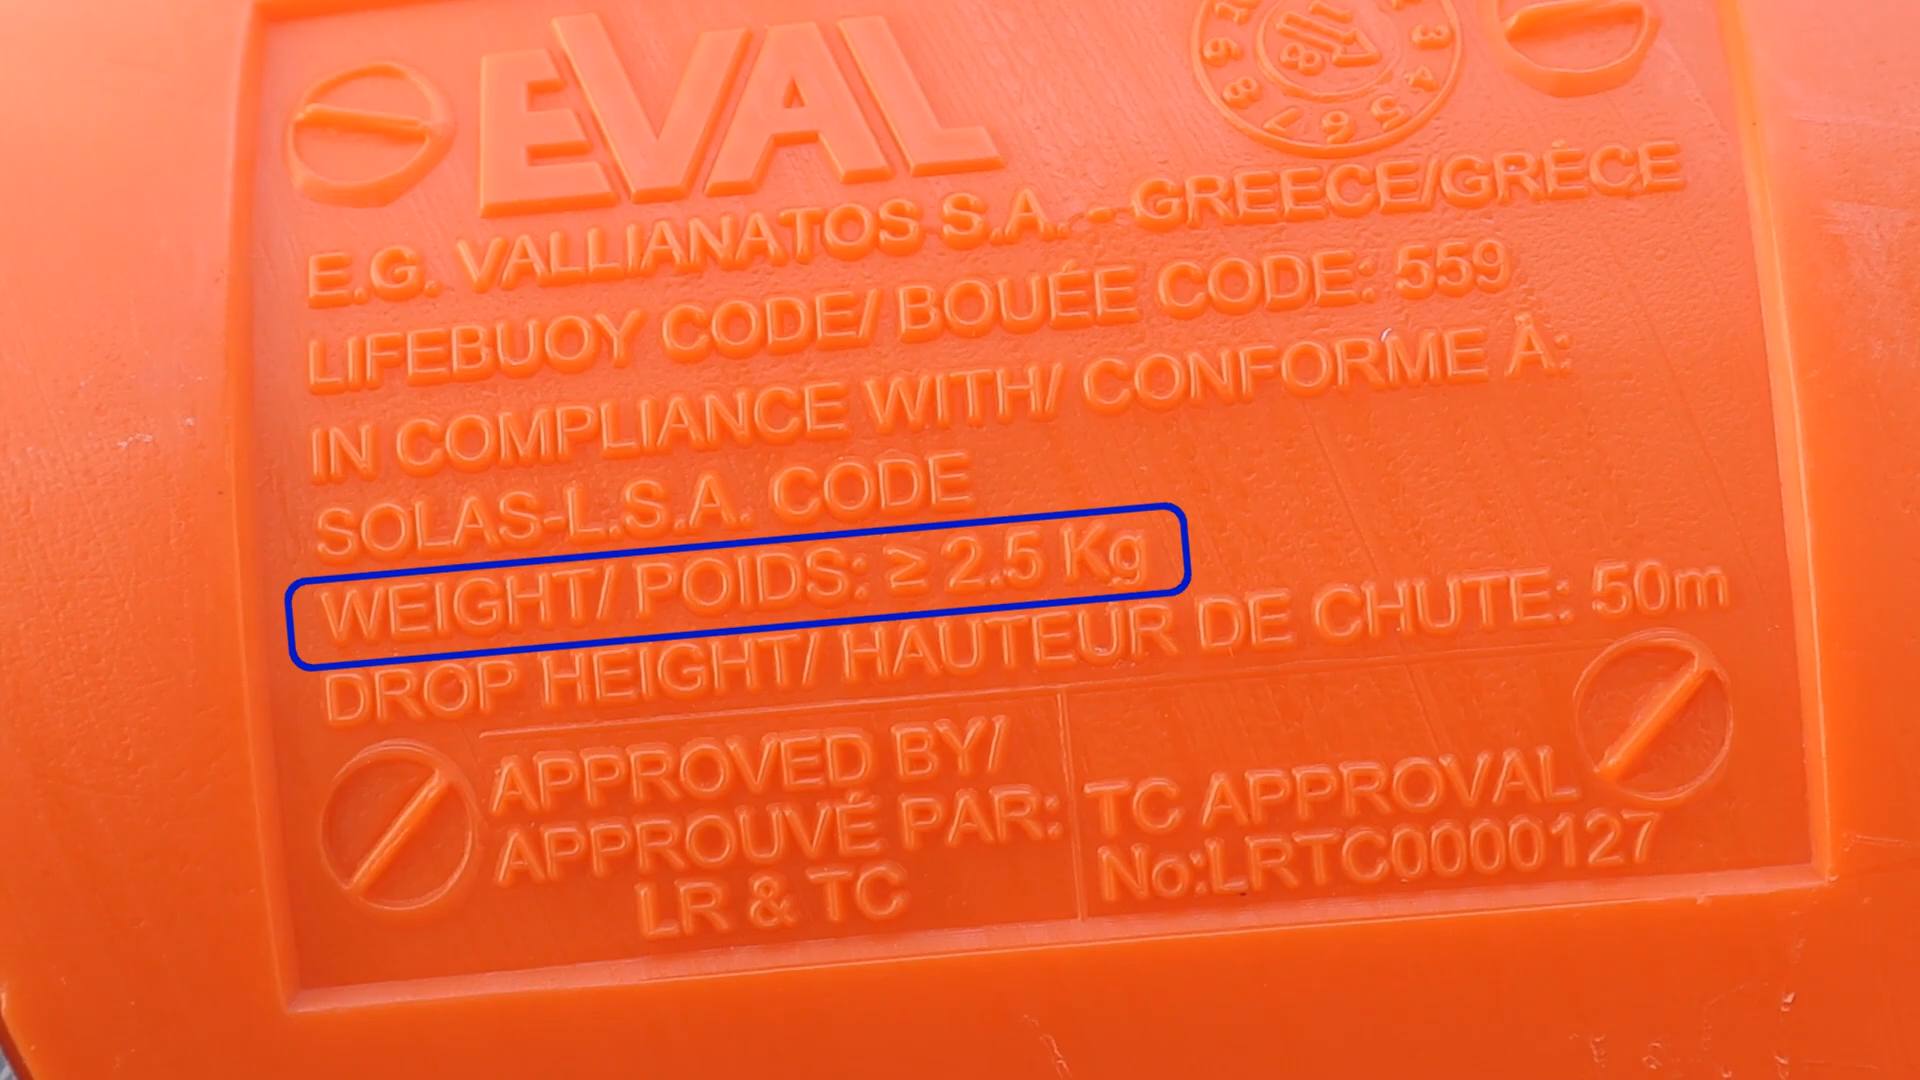 EVAL
E.G. VALLIANATOS S.A. - GREECE/GRÉCE
LIFEBUOY CODE/ BOUÉE CODE: 559
IN COMPLIANCE WITH/ CONFORME À:
SOLAS-L.S.A. CODE
WEIGHT/ POIDS: ≥ 2.5 Kg
DROP HEIGHT/ HAUTEUR DE CHUTE: 50m
APPROVED BY/
APPROUVÉ PAR:
LR & TC
TC APPROVAL
No:LRTC0000127